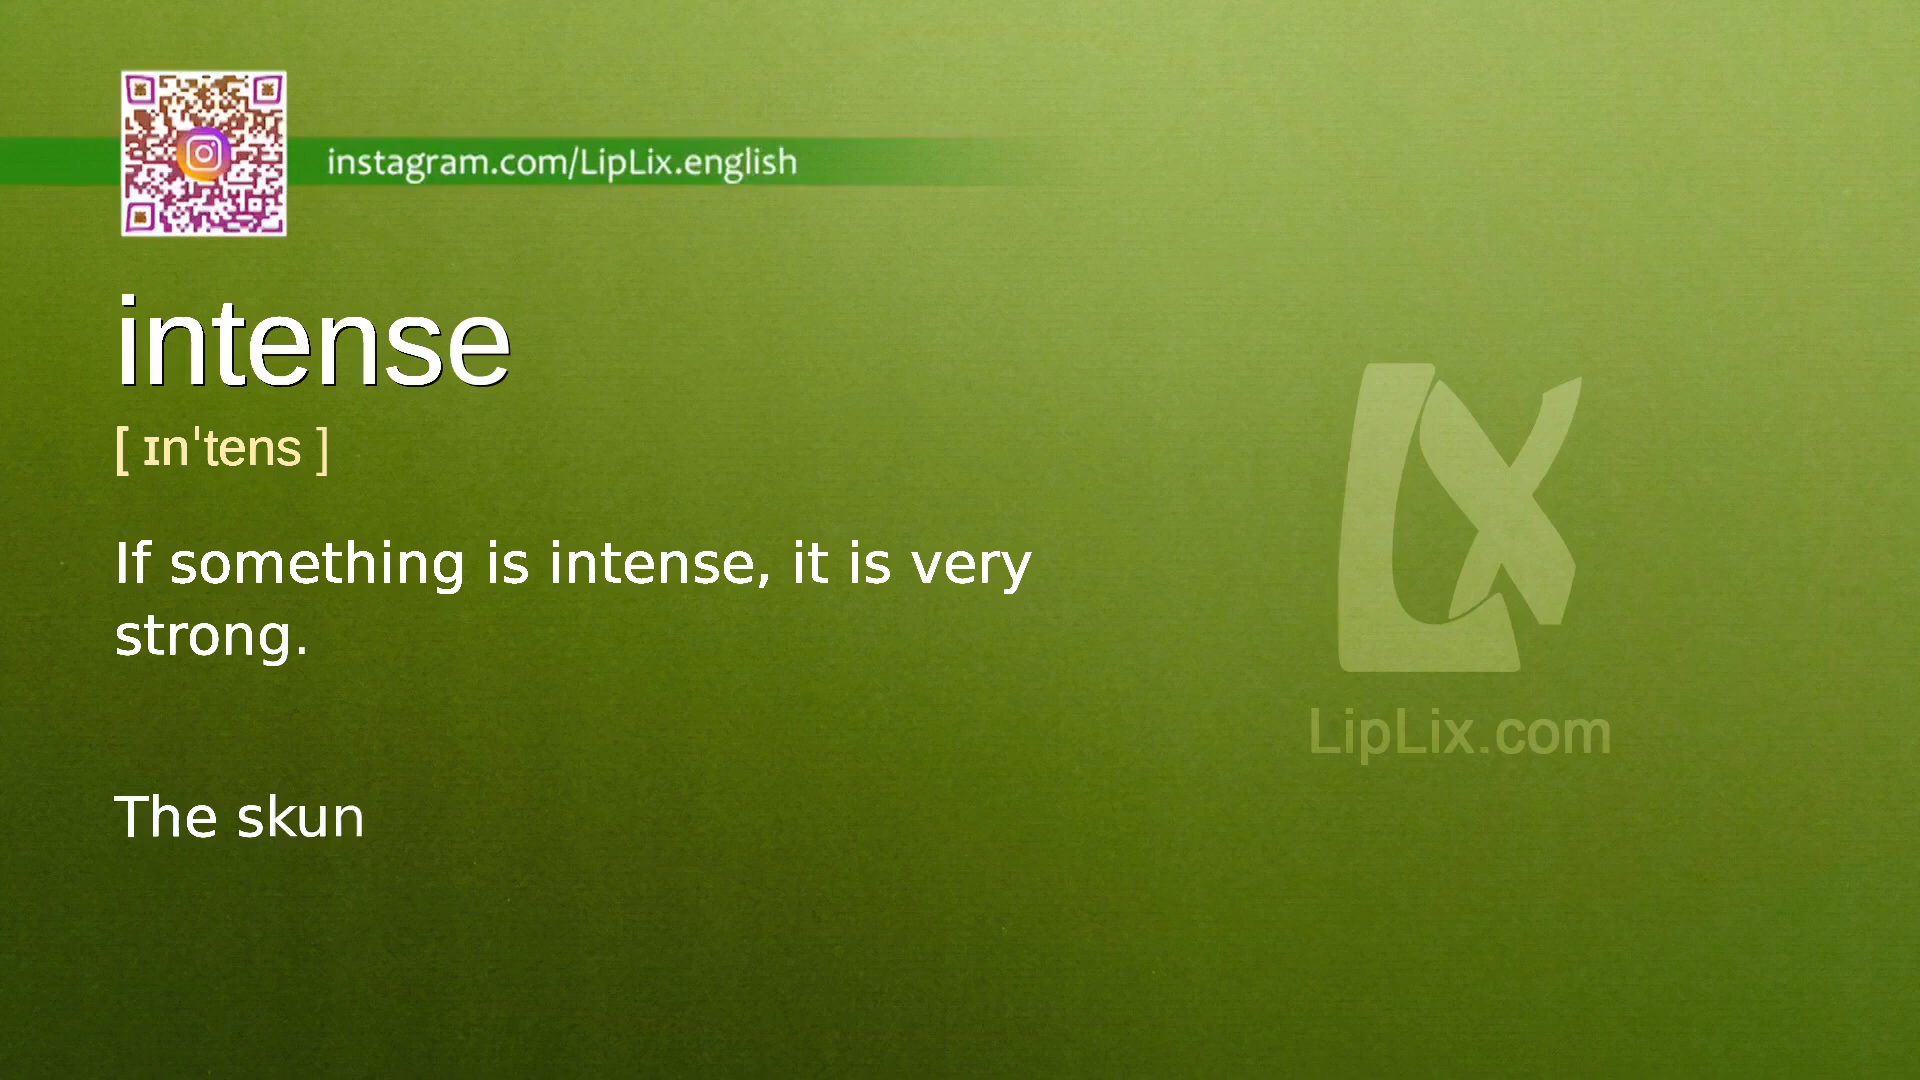 instagram.com/LipLix.english
intense
[ ɪn'tens ]
If something is intense, it is very
strong.
The skun
LipLix.com